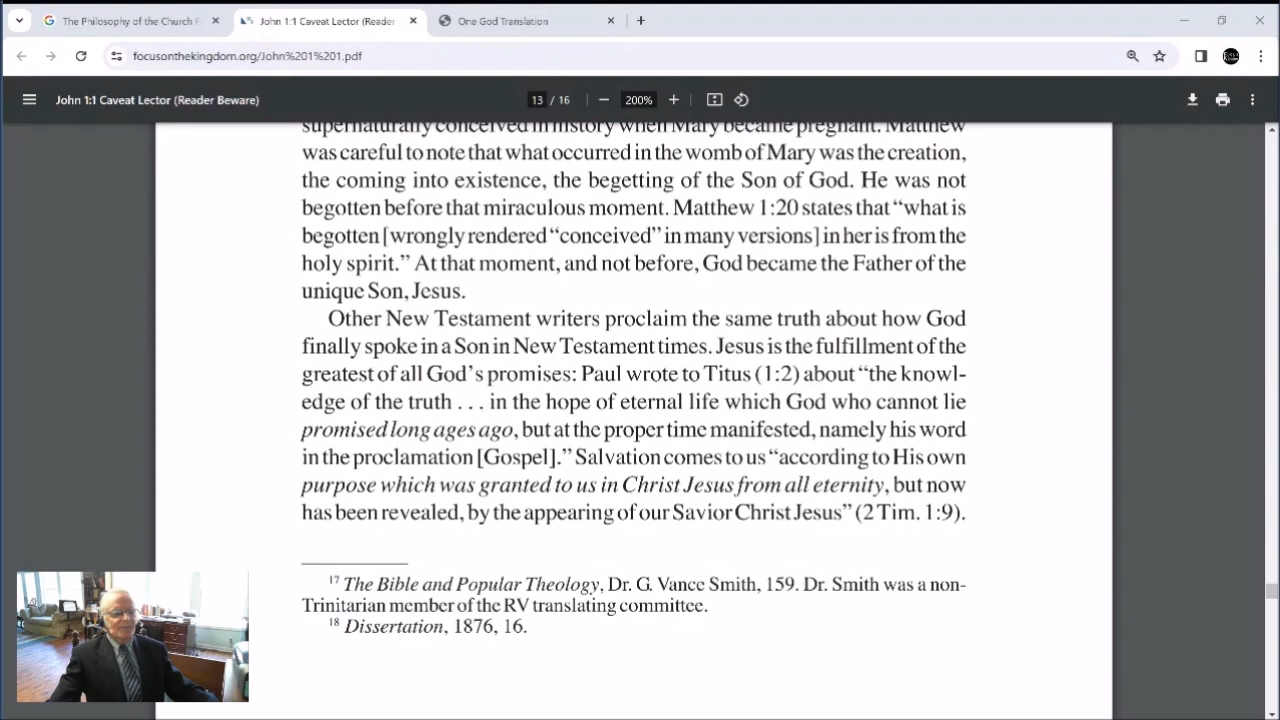 The Philosophy of the Church F
John 1:1 Caveat Lector (Reader
One God Translation
focusonthekingdom.org/John%201%201.pdf
John 1:1 Caveat Lector (Reader Beware)
13 / 16
200%
supernaturally conceived in history when Mary became pregnant. Matthew
was careful to note that what occurred in the womb of Mary was the creation,
the coming into existence, the begetting of the Son of God. He was not
begotten before that miraculous moment. Matthew 1:20 states that “what is
begotten [wrongly rendered “conceived” in many versions] in her is from the
holy spirit.” At that moment, and not before, God became the Father of the
unique Son, Jesus.
Other New Testament writers proclaim the same truth about how God
finally spoke in a Son in New Testament times. Jesus is the fulfillment of the
greatest of all God’s promises: Paul wrote to Titus (1:2) about “the knowl-
edge of the truth . . . in the hope of eternal life which God who cannot lie
promised long ages ago, but at the proper time manifested, namely his word
in the proclamation [Gospel].” Salvation comes to us “according to His own
purpose which was granted to us in Christ Jesus from all eternity, but now
has been revealed, by the appearing of our Savior Christ Jesus” (2 Tim. 1:9).
17 The Bible and Popular Theology, Dr. G. Vance Smith, 159. Dr. Smith was a non-
Trinitarian member of the RV translating committee.
18 Dissertation, 1876, 16.